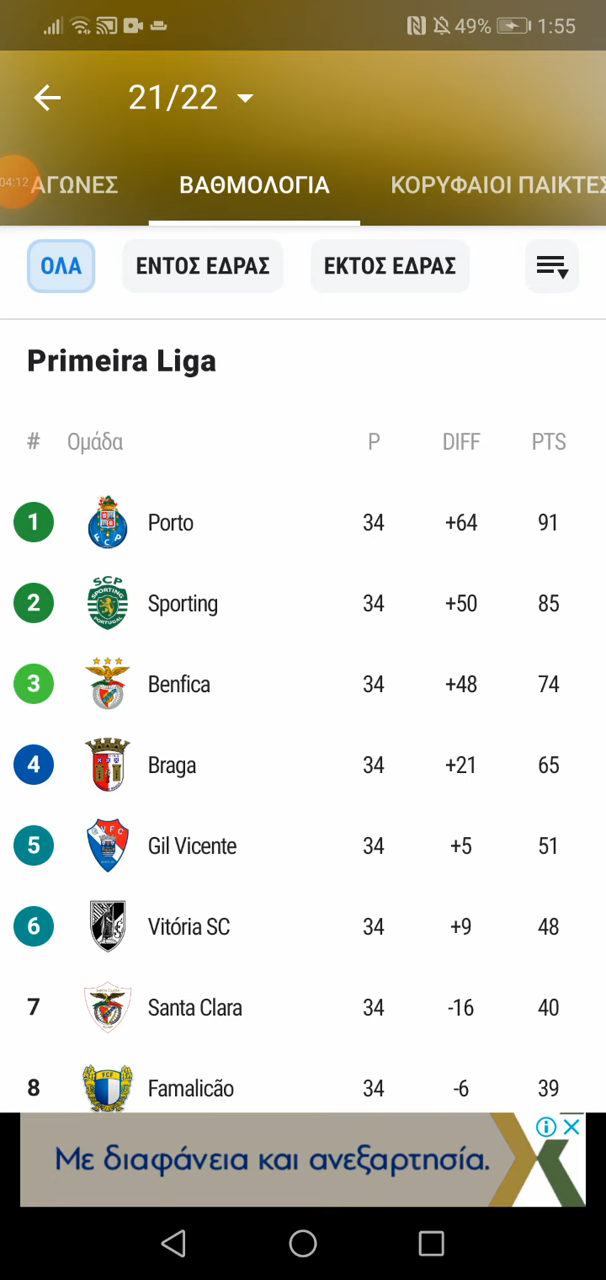 49% 1:55
21/22
04:12 ΑΓΩΝΕΣ ΒΑΘΜΟΛΟΓΙΑ ΚΟΡΥΦΑΙΟΙ ΠΑΙΚΤΕΣ
ΟΛΑ ΕΝΤΟΣ ΕΔΡΑΣ ΕΚΤΟΣ ΕΔΡΑΣ
Primeira Liga
# Ομάδα P DIFF PTS
1 Porto 34 +64 91
2 Sporting 34 +50 85
3 Benfica 34 +48 74
4 Braga 34 +21 65
5 Gil Vicente 34 +5 51
6 Vitória SC 34 +9 48
7 Santa Clara 34 -16 40
8 Famalicão 34 -6 39
Με διαφάνεια και ανεξαρτησία.